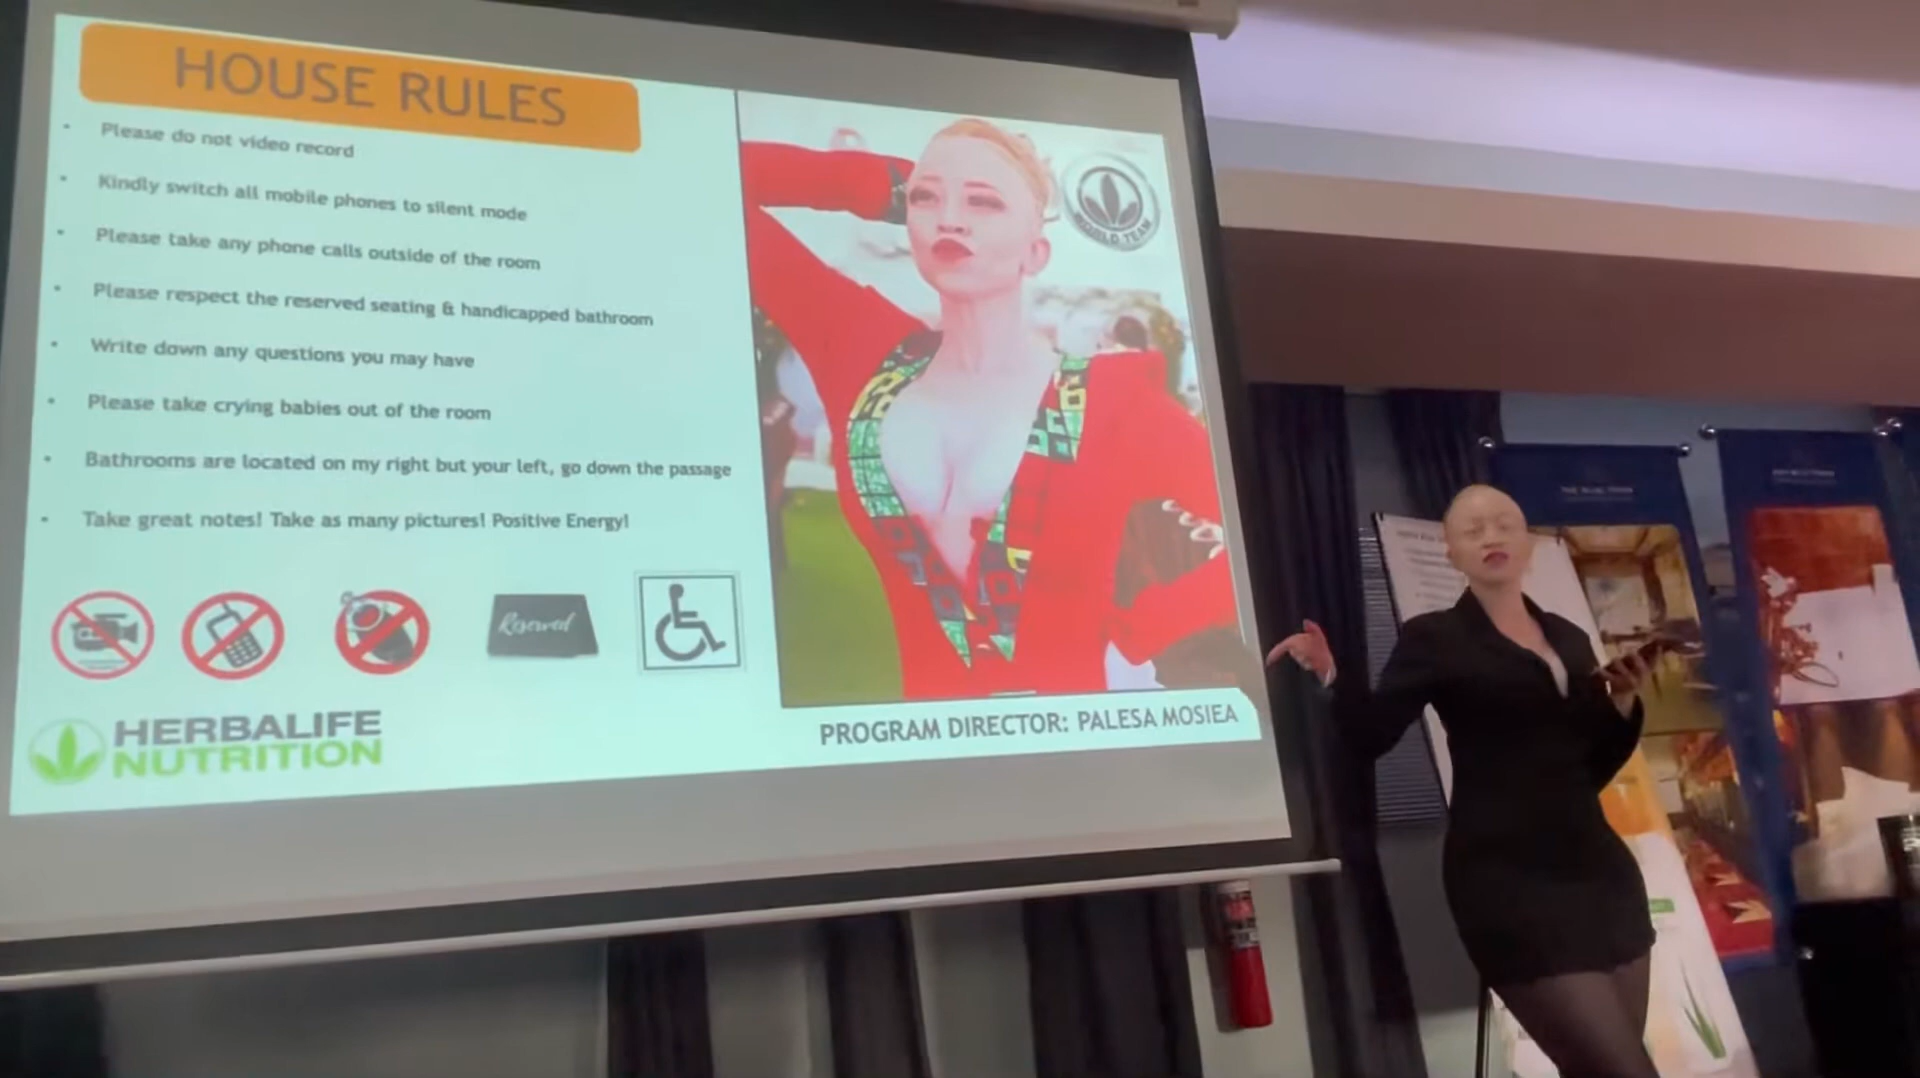 HOUSE RULES
Please do not video record
Kindly switch all mobile phones to silent mode
Please take any phone calls outside of the room
Please respect the reserved seating & handicapped bathroom
Write down any questions you may have
Please take crying babies out of the room
Bathrooms are located on my right but your left, go down the passage
Take great notes! Take as many pictures! Positive Energy!
Reserved
HERBALIFE
NUTRITION
WORLD TEAM
PROGRAM DIRECTOR: PALESA MOSIEA